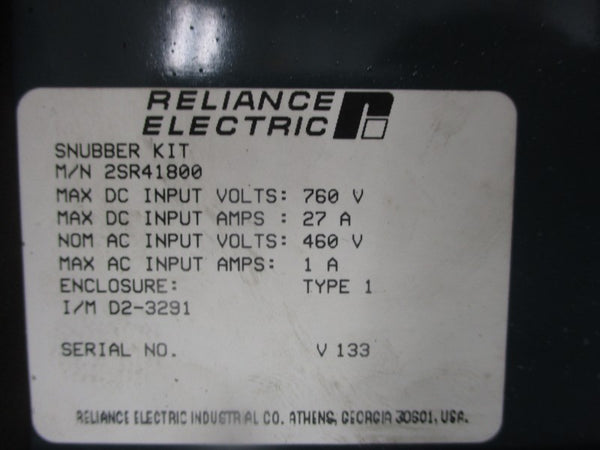 RELIANCE
ELECTRIC
SNUBBER KIT
M/N 2SR41800
MAX DC INPUT VOLTS: 760 V
MAX DC INPUT AMPS : 27 A
NOM AC INPUT VOLTS: 460 V
MAX AC INPUT AMPS: 1 A
ENCLOSURE: TYPE 1
I/M D2-3291
SERIAL NO. V 133
RELIANCE ELECTRIC INDUSTRIAL CO. ATHENS, GEORGIA 30601, USA.